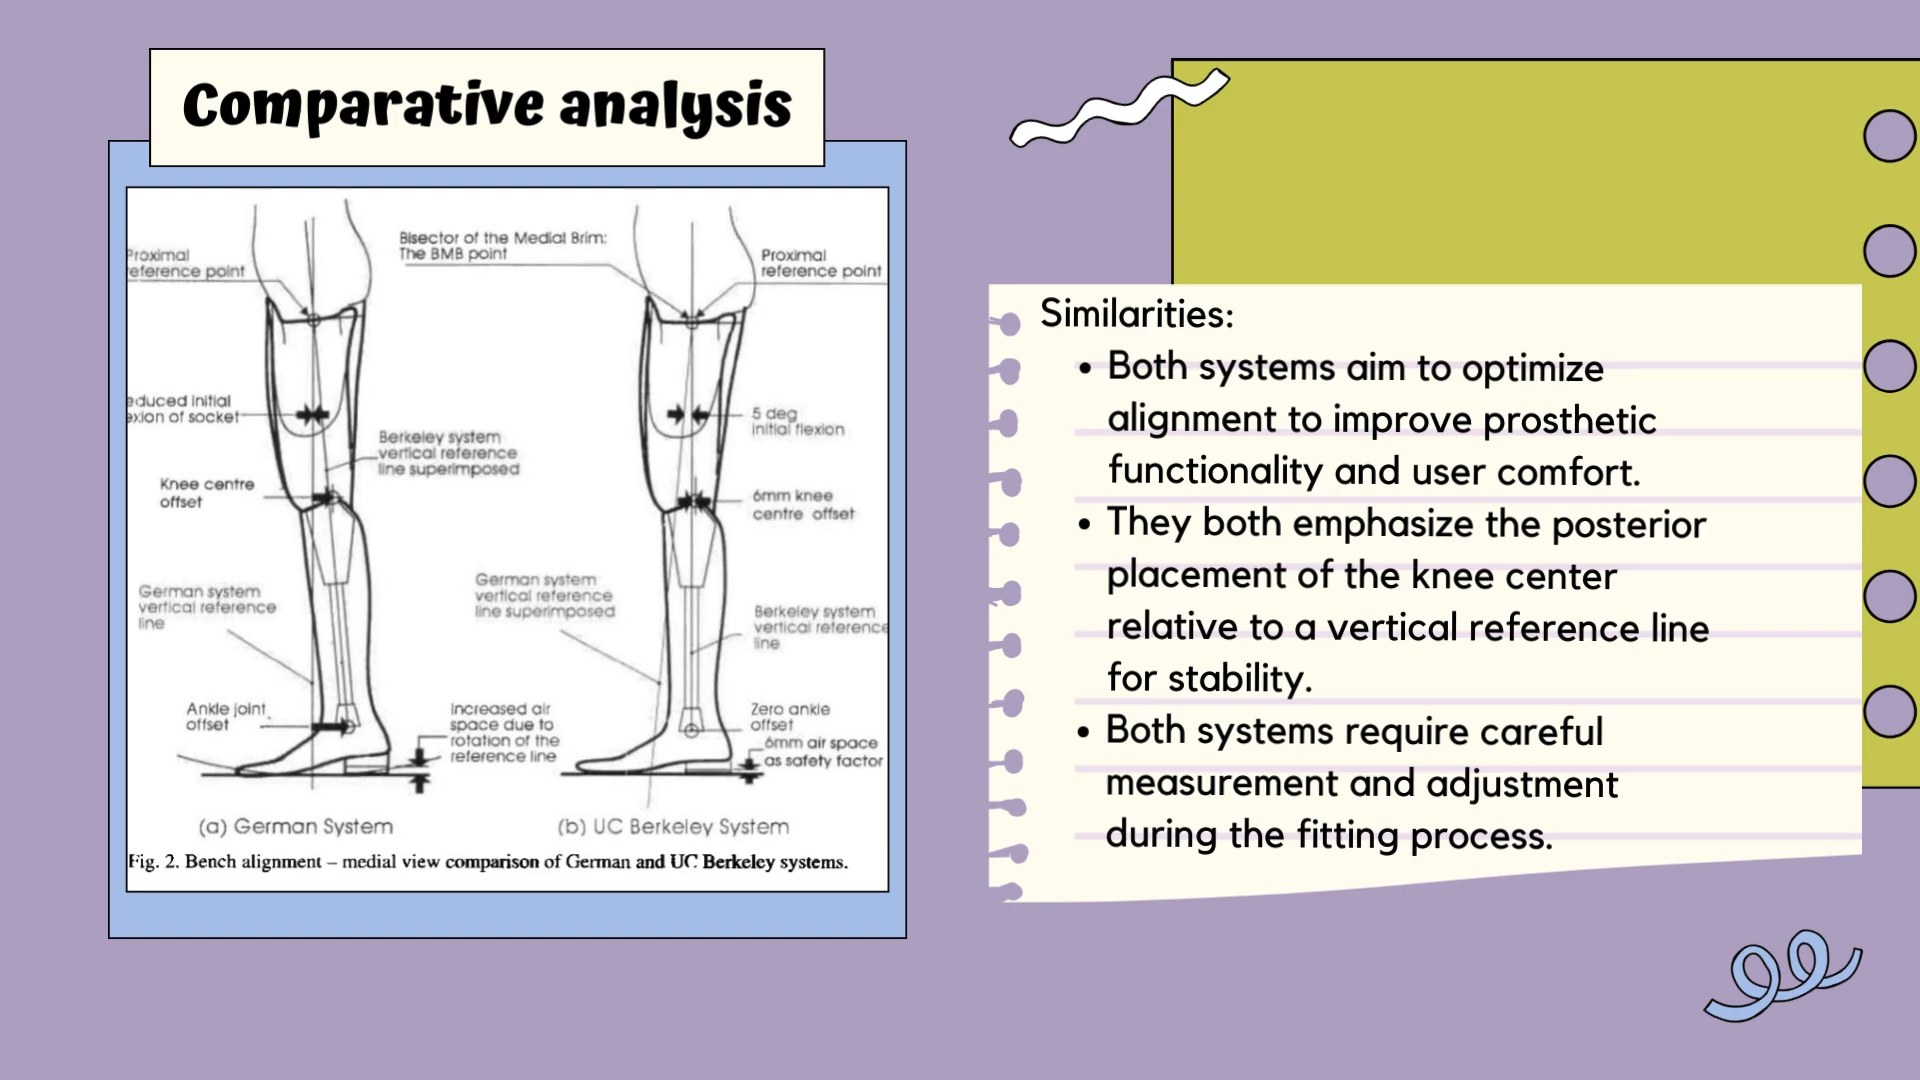 Comparative analysis
Proximal
reference point
Bisector of the Medial Brim:
The BMB point
Proximal
reference point
educed initial
exion of socket
5 deg
initial flexion
Berkeley system
vertical reference
line superimposed
Knee centre
offset
6mm knee
centre offset
German system
vertical reference
line
German system
vertical reference
line superimposed
Berkeley system
vertical reference
line
Ankle joint
offset
Increased air
space due to
rotation of the
reference line
Zero ankle
offset
6mm air space
as safety factor
(a) German System
(b) UC Berkeley System
Fig. 2. Bench alignment – medial view comparison of German and UC Berkeley systems.
Similarities:
• Both systems aim to optimize
alignment to improve prosthetic
functionality and user comfort.
• They both emphasize the posterior
placement of the knee center
relative to a vertical reference line
for stability.
• Both systems require careful
measurement and adjustment
during the fitting process.